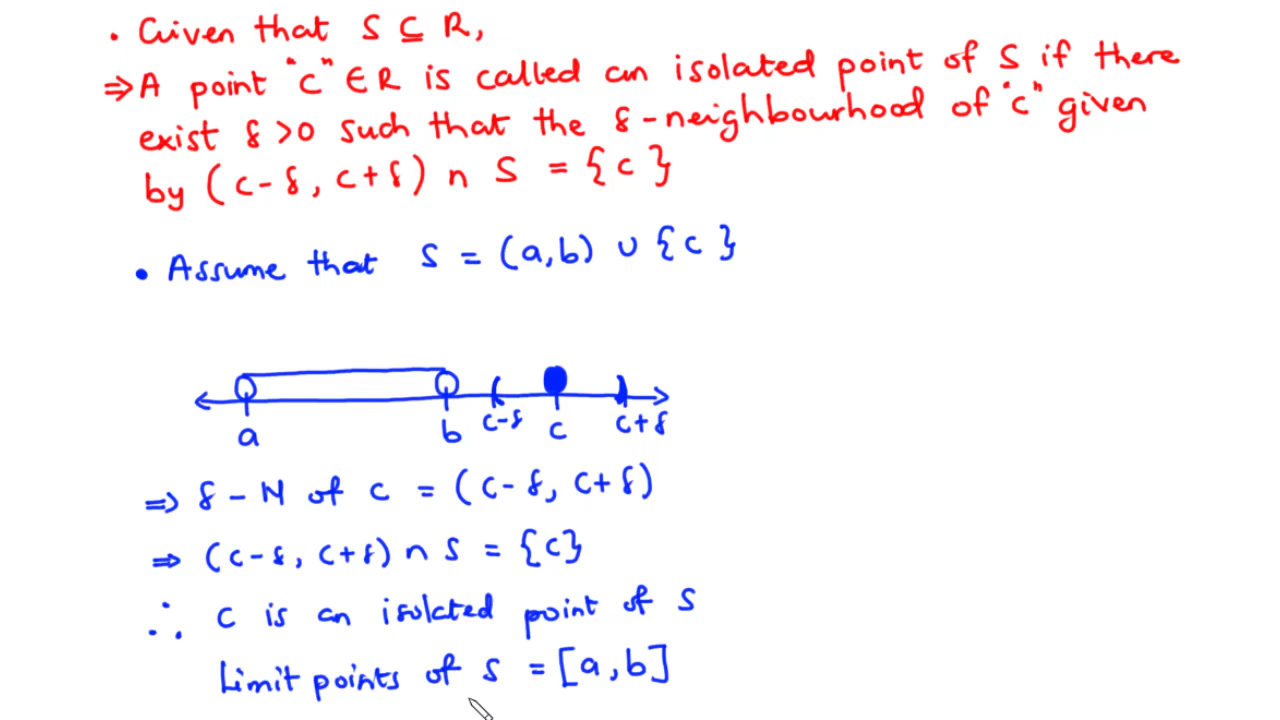 • Given that S ⊆ R,
⇒ A point "c" ∈ R is called an isolated point of S if there
exist δ >0 such that the δ-neighbourhood of "c" given
by (c-δ, c+δ) ∩ S = {c}
• Assume that S = (a,b) ∪ {c}
a b c-δ c c+δ
⇒ δ - N of c = (c-δ, c+δ)
⇒ (c-δ, c+δ) ∩ S = {c}
∴ c is an isolated point of S
Limit points of S = [a,b]